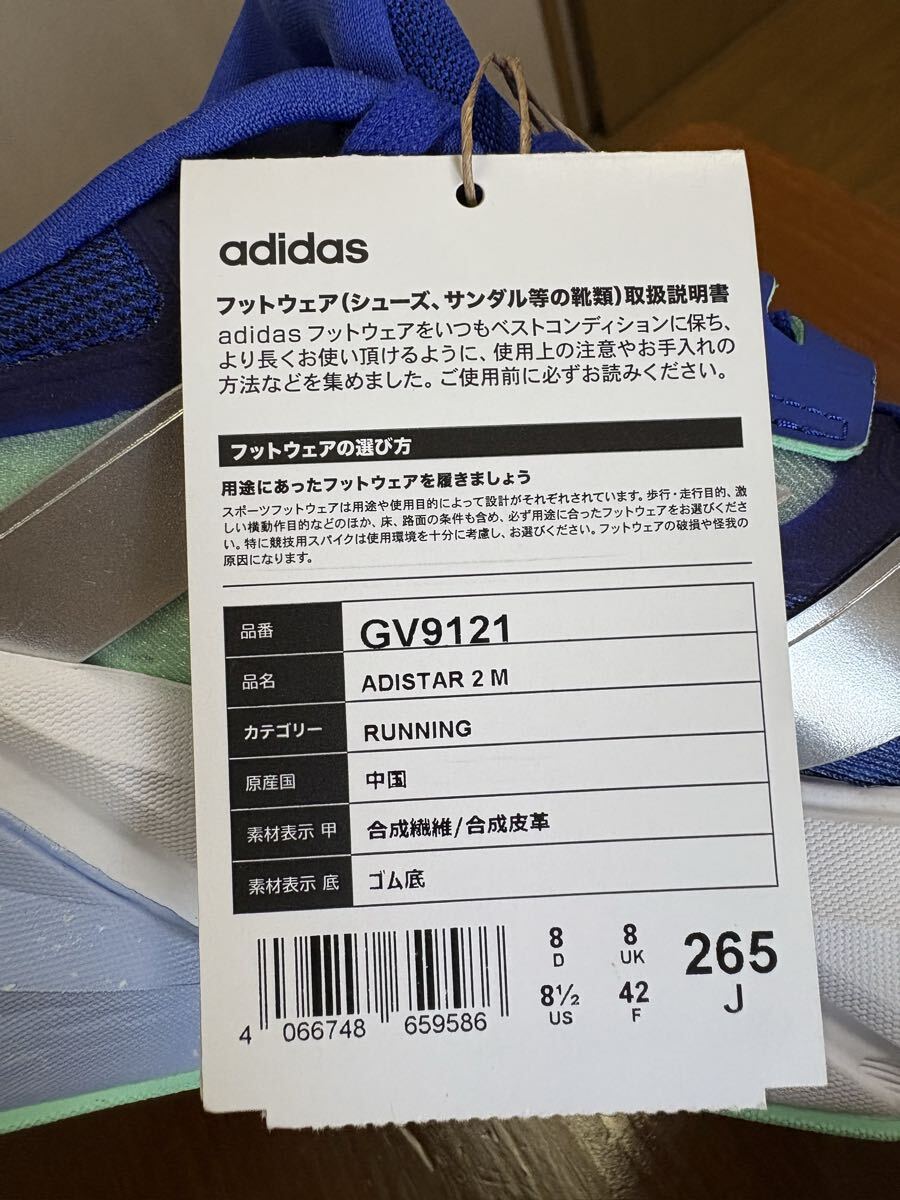 adidas
フットウェア(シューズ、サンダル等の靴類)取扱説明書
adidas フットウェアをいつもベストコンディションに保ち、
より長くお使い頂けるように、使用上の注意やお手入れの
方法などを集めました。ご使用前に必ずお読みください。
フットウェアの選び方
用途にあったフットウェアを履きましょう
スポーツフットウェアは用途や使用目的によって設計がそれぞれされています。歩行・走行目的、激
しい横動作目的などのほか、床、路面の条件も含め、必ず用途に合ったフットウェアをお選びくださ
い。特に競技用スパイクは使用環境を十分に考慮し、お選びください。フットウェアの破損や怪我の
原因になります。
品番 GV9121
品名 ADISTAR 2 M
カテゴリー RUNNING
原産国 中国
素材表示 甲 合成繊維/合成皮革
素材表示 底 ゴム底
8 8 265
D UK J
8½ 42
US F
4 066748 659586